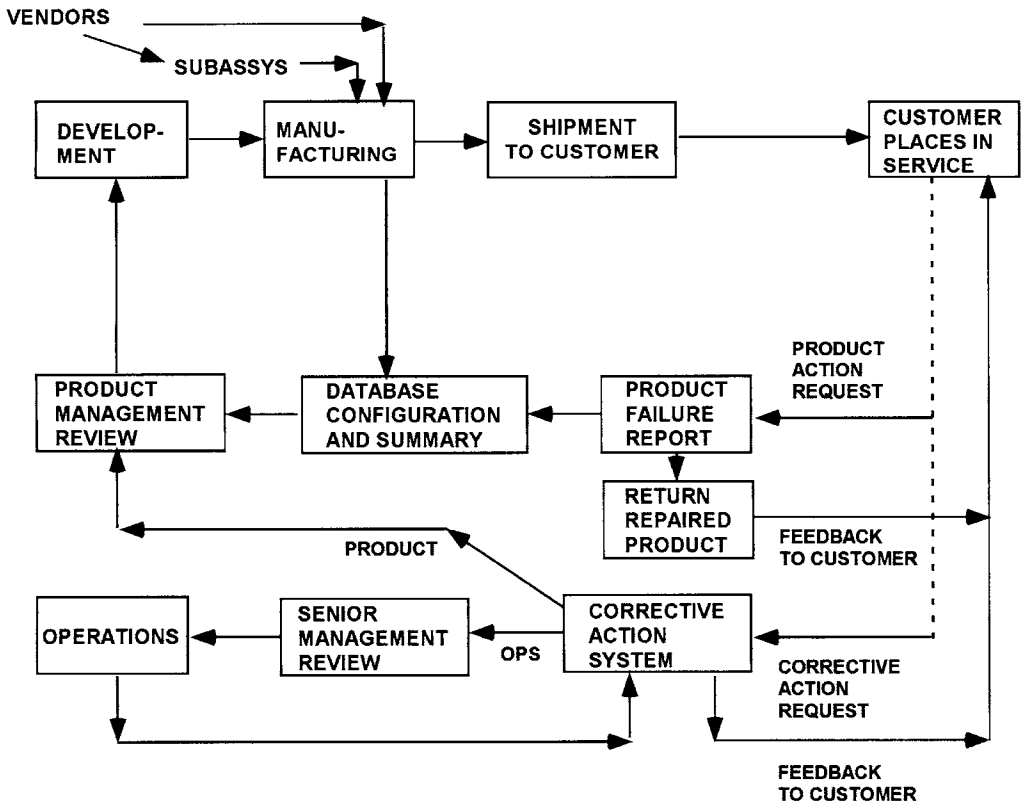 VENDORS
SUBASSYS
DEVELOP-
MENT
MANU-
FACTURING
SHIPMENT
TO CUSTOMER
CUSTOMER
PLACES IN
SERVICE
PRODUCT
ACTION
REQUEST
PRODUCT
MANAGEMENT
REVIEW
DATABASE
CONFIGURATION
AND SUMMARY
PRODUCT
FAILURE
REPORT
RETURN
REPAIRED
PRODUCT
FEEDBACK
TO CUSTOMER
PRODUCT
OPERATIONS
SENIOR
MANAGEMENT
REVIEW
OPS
CORRECTIVE
ACTION
SYSTEM
CORRECTIVE
ACTION
REQUEST
FEEDBACK
TO CUSTOMER